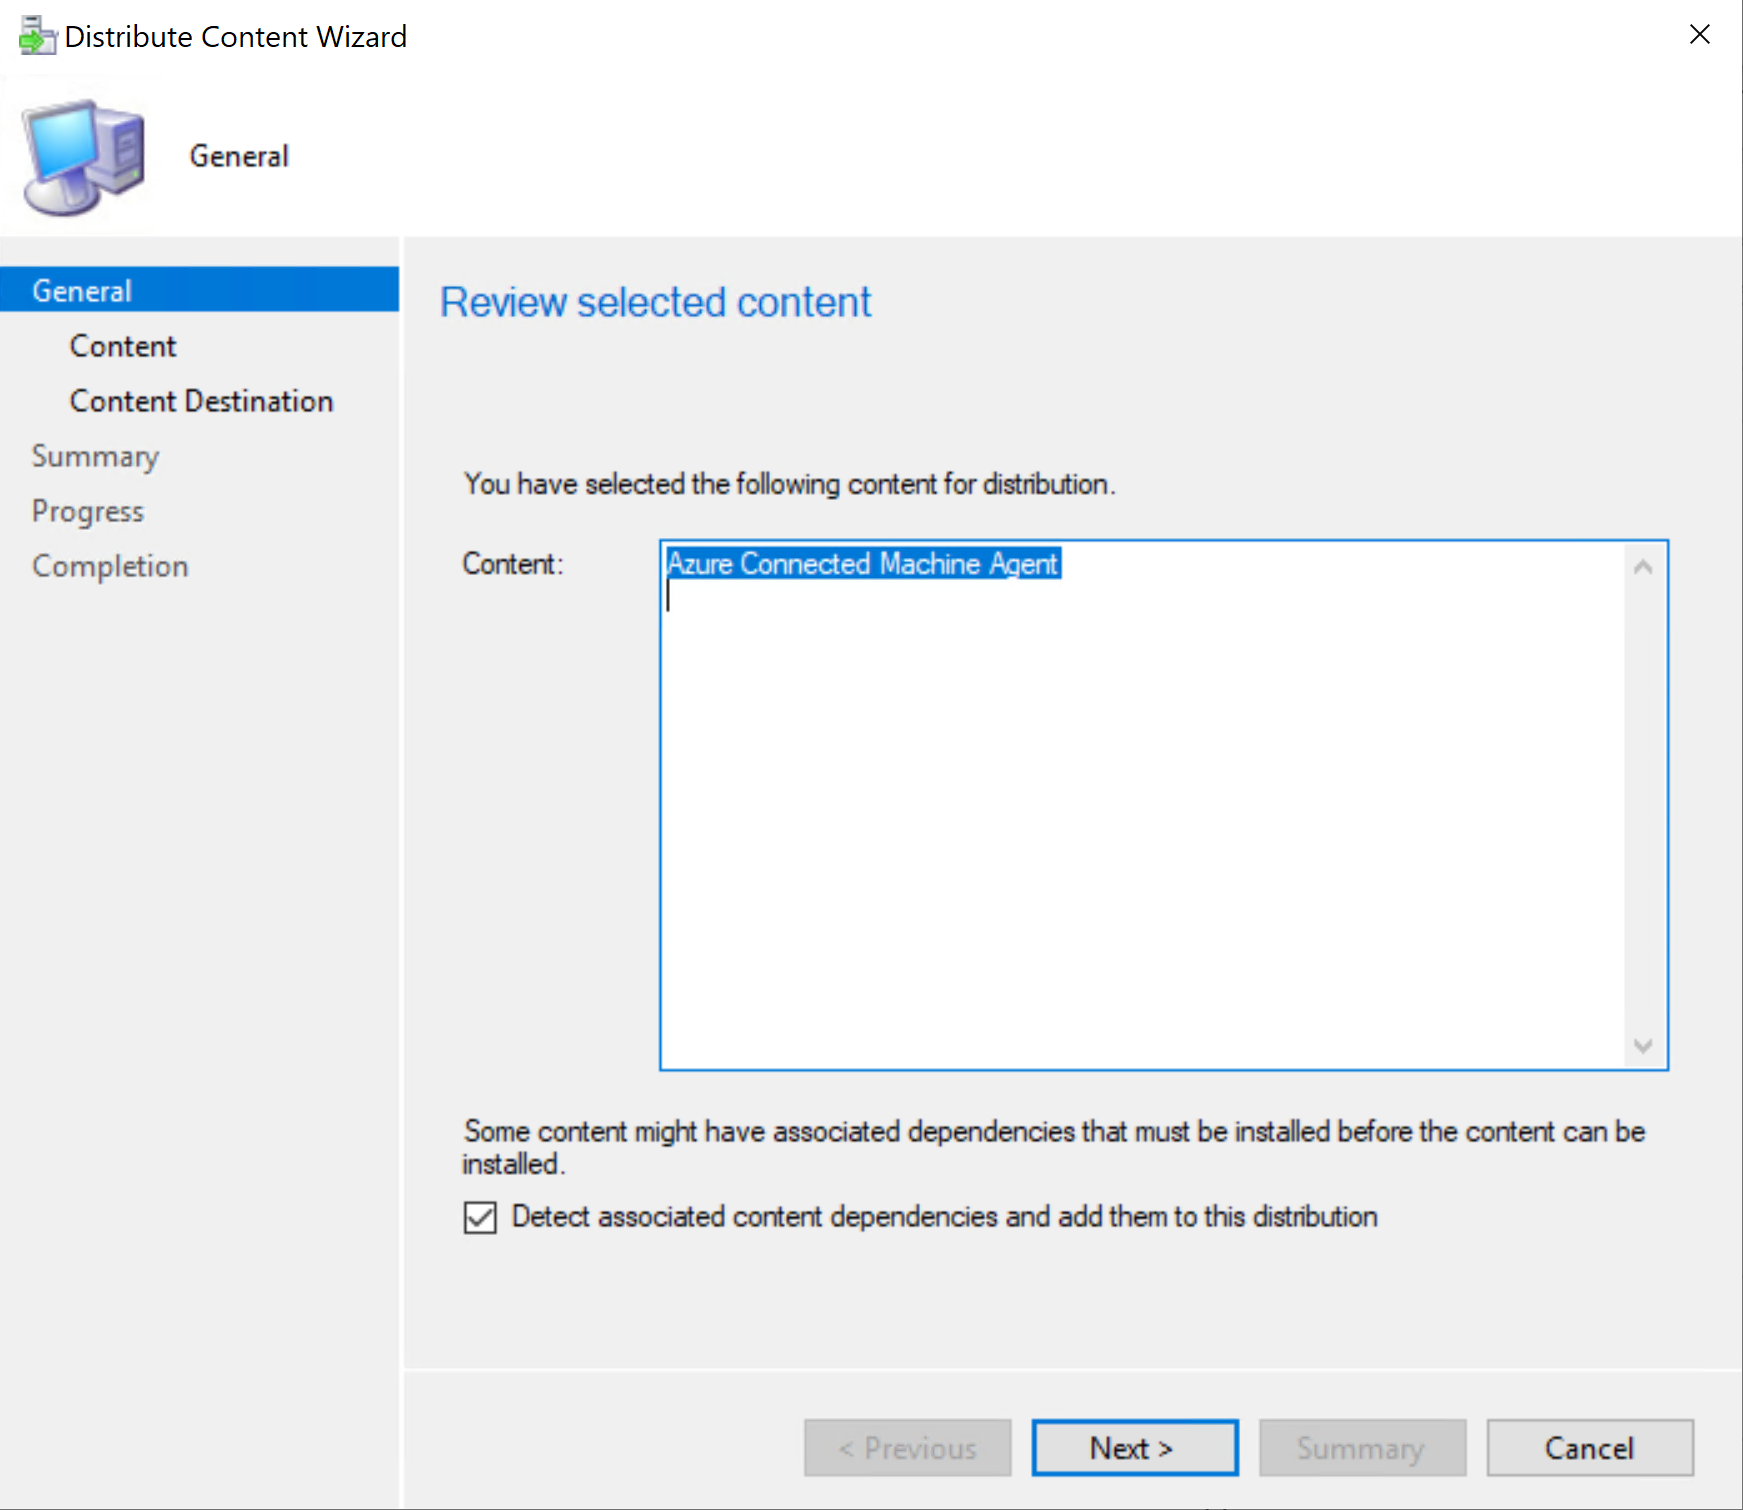 Distribute Content Wizard
General
General
Content
Content Destination
Summary
Progress
Completion
Review selected content
You have selected the following content for distribution.
Content:
Azure Connected Machine Agent
Some content might have associated dependencies that must be installed before the content can be
installed.
Detect associated content dependencies and add them to this distribution
< Previous
Next >
Summary
Cancel